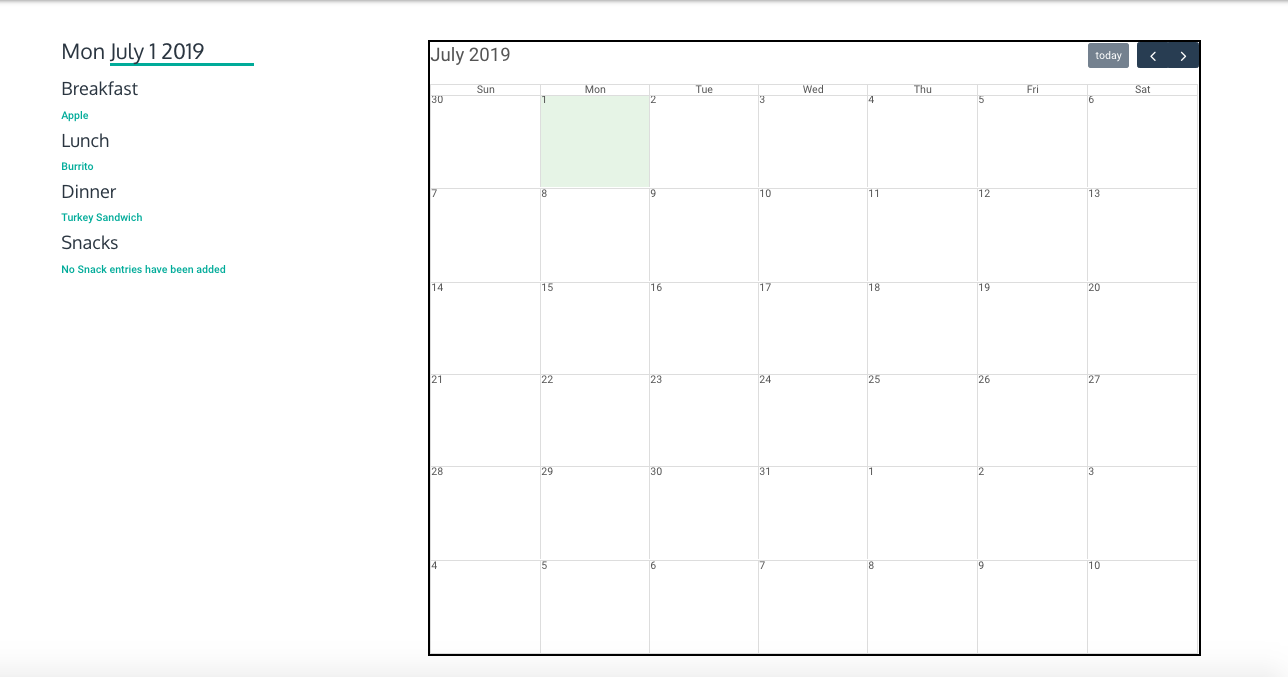 Mon July 1 2019
Breakfast
Apple
Lunch
Burrito
Dinner
Turkey Sandwich
Snacks
No Snack entries have been added
July 2019
today
Sun Mon Tue Wed Thu Fri Sat
30 1 2 3 4 5 6
7 8 9 10 11 12 13
14 15 16 17 18 19 20
21 22 23 24 25 26 27
28 29 30 31 1 2 3
4 5 6 7 8 9 10